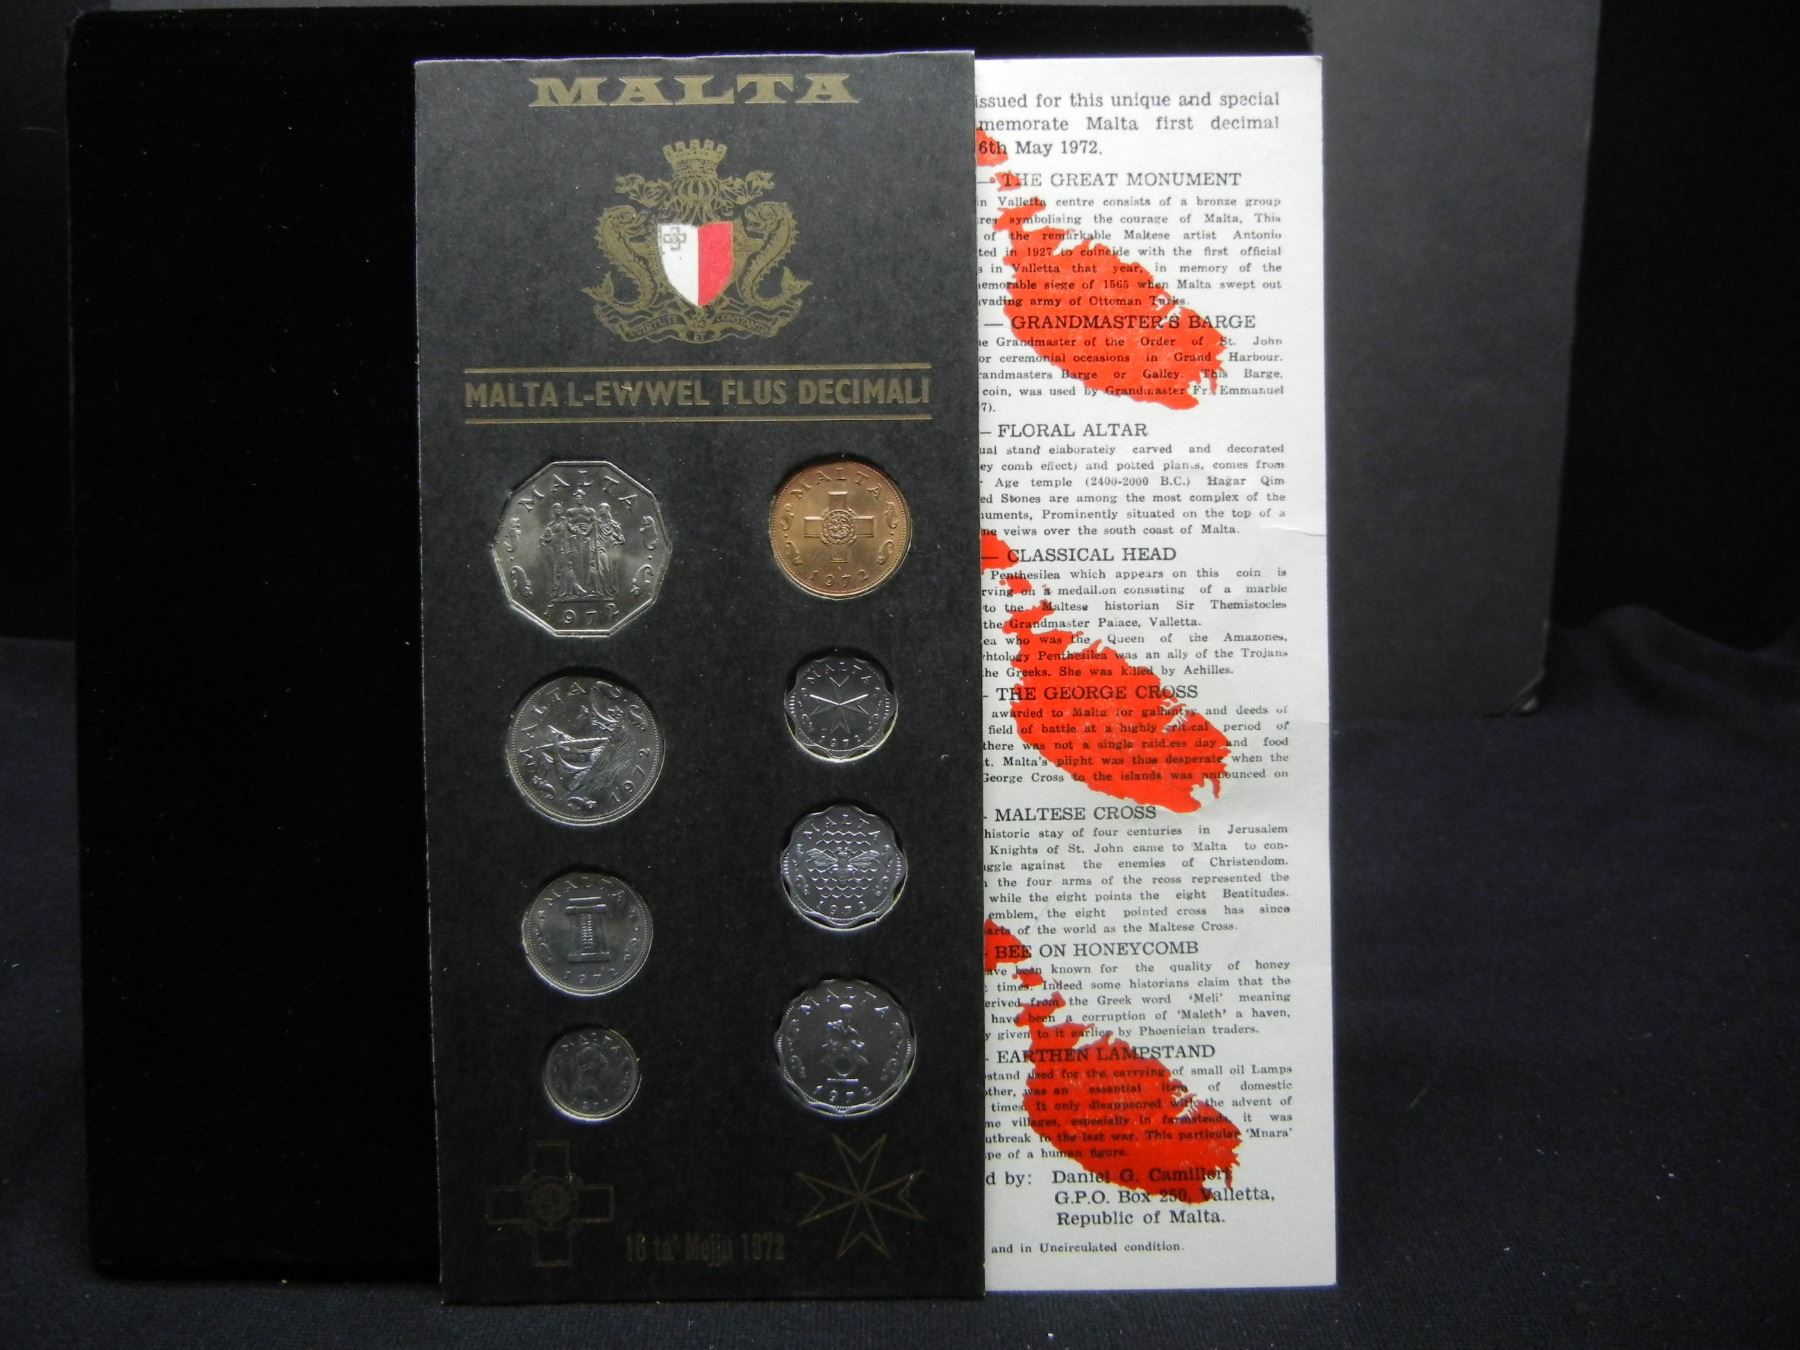 MALTA
VIRTUTE ET CONSTANTIA
MALTA L-EWWEL FLUS DECIMALI
MALTA
1972
MALTA
1972
MALTA
1972
MALTA
1972
MALTA
1972
MALTA
1972
MALTA
1972
MALTA
16 ta' Mejju 1972
issued for this unique and special
memorate Malta first decimal
6th May 1972.
— THE GREAT MONUMENT
in Valletta centre consists of a bronze group
res symbolising the courage of Malta, This
of the remarkable Maltese artist Antonio
ted in 1927 to coincide with the first official
s in Valletta that year, in memory of the
emorable siege of 1565 when Malta swept out
vading army of Ottoman Turks.
— GRANDMASTER'S BARGE
he Grandmaster of the Order of St. John
or ceremonial occasions in Grand Harbour.
randmasters Barge or Galley. This Barge,
coin, was used by Grandmaster Fr. Emmanuel
7).
— FLORAL ALTAR
ual stand elaborately carved and decorated
ey comb effect) and potted plants, comes from
Age temple (2400-2000 B.C.) Hagar Qim
ed Stones are among the most complex of the
numents, Prominently situated on the top of a
ne veiws over the south coast of Malta.
— CLASSICAL HEAD
Penthesilea which appears on this coin is
rving on a medallion consisting of a marble
to the Maltese historian Sir Themistocles
the Grandmaster Palace, Valletta.
ea who was the Queen of the Amazones,
yhtology Penthesilea was an ally of the Trojans
the Greeks. She was killed by Achilles.
- THE GEORGE CROSS
awarded to Malta for gallantry and deeds of
field of battle at a highly critical period of
there was not a single raidless day and food
t. Malta's plight was thus desperate when the
George Cross to the islands was announced on
- MALTESE CROSS
historic stay of four centuries in Jerusalem
Knights of St. John came to Malta to con-
uggle against the enemies of Christendom.
the four arms of the rcoss represented the
while the eight points the eight Beatitudes.
emblem, the eight pointed cross has since
arts of the world as the Maltese Cross.
- BEE ON HONEYCOMB
ave been known for the quality of honey
times. Indeed some historians claim that the
erived from the Greek word 'Meli' meaning
have been a corruption of 'Maleth' a haven,
y given to it earlier by Phoenician traders.
- EARTHEN LAMPSTAND
stand used for the carrying of small oil Lamps
other, was an essential item of domestic
times. It only disappeared with the advent of
me villages, especially in farmsteads, it was
utbreak fo the last war. This particular 'Mnara'
pe of a human figure.
d by: Daniel G. Camilleri,
G.P.O. Box 250, Valletta,
Republic of Malta.
and in Uncirculated condition.